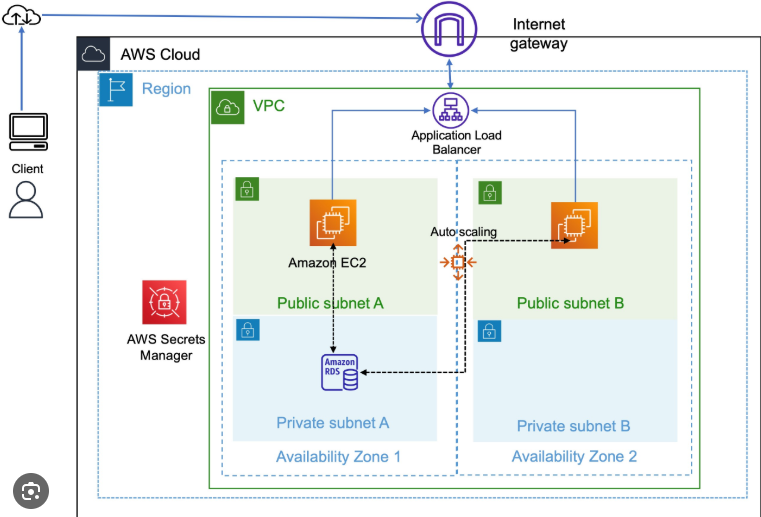 Internet
gateway
AWS Cloud
Region
VPC
Application Load
Balancer
Client
Auto scaling
Amazon EC2
Public subnet A
Public subnet B
AWS Secrets
Manager
Amazon
RDS
Private subnet A
Private subnet B
Availability Zone 1
Availability Zone 2